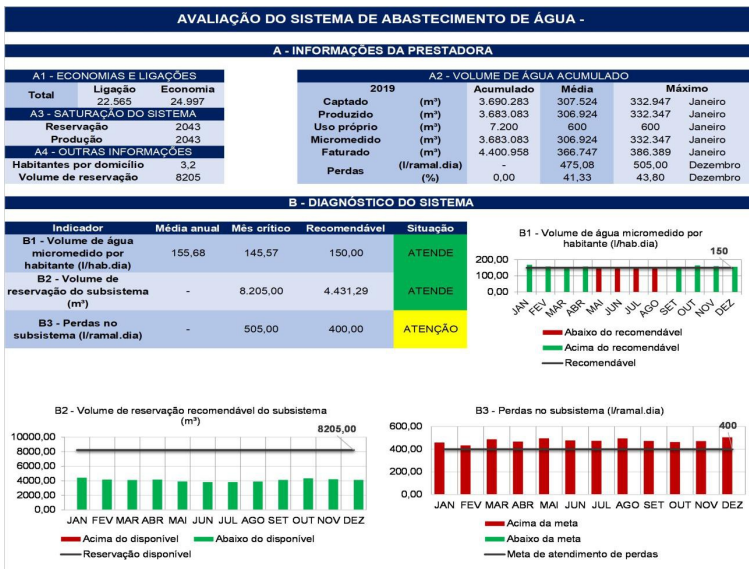 AVALIAÇÃO DO SISTEMA DE ABASTECIMENTO DE ÁGUA -
A - INFORMAÇÕES DA PRESTADORA
A1 - ECONOMIAS E LIGAÇÕES
Total Ligação Economia
22.565 24.997
A3 - SATURAÇÃO DO SISTEMA
Reservação 2043
Produção 2043
A4 - OUTRAS INFORMAÇÕES
Habitantes por domicílio 3,2
Volume de reservação 8205
A2 - VOLUME DE ÁGUA ACUMULADO
2019 Acumulado Média Máximo
Captado (m³) 3.690.283 307.524 332.947 Janeiro
Produzido (m³) 3.683.083 306.924 332.347 Janeiro
Uso próprio (m³) 7.200 600 600 Janeiro
Micromedido (m³) 3.683.083 306.924 332.347 Janeiro
Faturado (m³) 4.400.958 366.747 386.389 Janeiro
Perdas (l/ramal.dia) - 475,08 505,00 Dezembro
(%) 0,00 41,33 43,80 Dezembro
B - DIAGNÓSTICO DO SISTEMA
Indicador Média anual Mês crítico Recomendável Situação
B1 - Volume de água micromedido por habitante (l/hab.dia) 155,68 145,57 150,00 ATENDE
B2 - Volume de reservação do subsistema (m³) - 8.205,00 4.431,29 ATENDE
B3 - Perdas no subsistema (l/ramal.dia) - 505,00 400,00 ATENÇÃO
B1 - Volume de água micromedido por
habitante (l/hab.dia)
150
200,00
100,00
0,00
JAN FEV MAR ABR MAI JUN JUL AGO SET OUT NOV DEZ
Abaixo do recomendável
Acima do recomendável
Recomendável
B2 - Volume de reservação recomendável do subsistema
(m³)
8205,00
10000,00
8000,00
6000,00
4000,00
2000,00
0,00
JAN FEV MAR ABR MAI JUN JUL AGO SET OUT NOV DEZ
Acima do disponível Abaixo do disponível
Reservação disponível
B3 - Perdas no subsistema (l/ramal.dia)
400
600,00
400,00
200,00
0,00
JAN FEV MAR ABR MAI JUN JUL AGO SET OUT NOV DEZ
Acima da meta
Abaixo da meta
Meta de atendimento de perdas